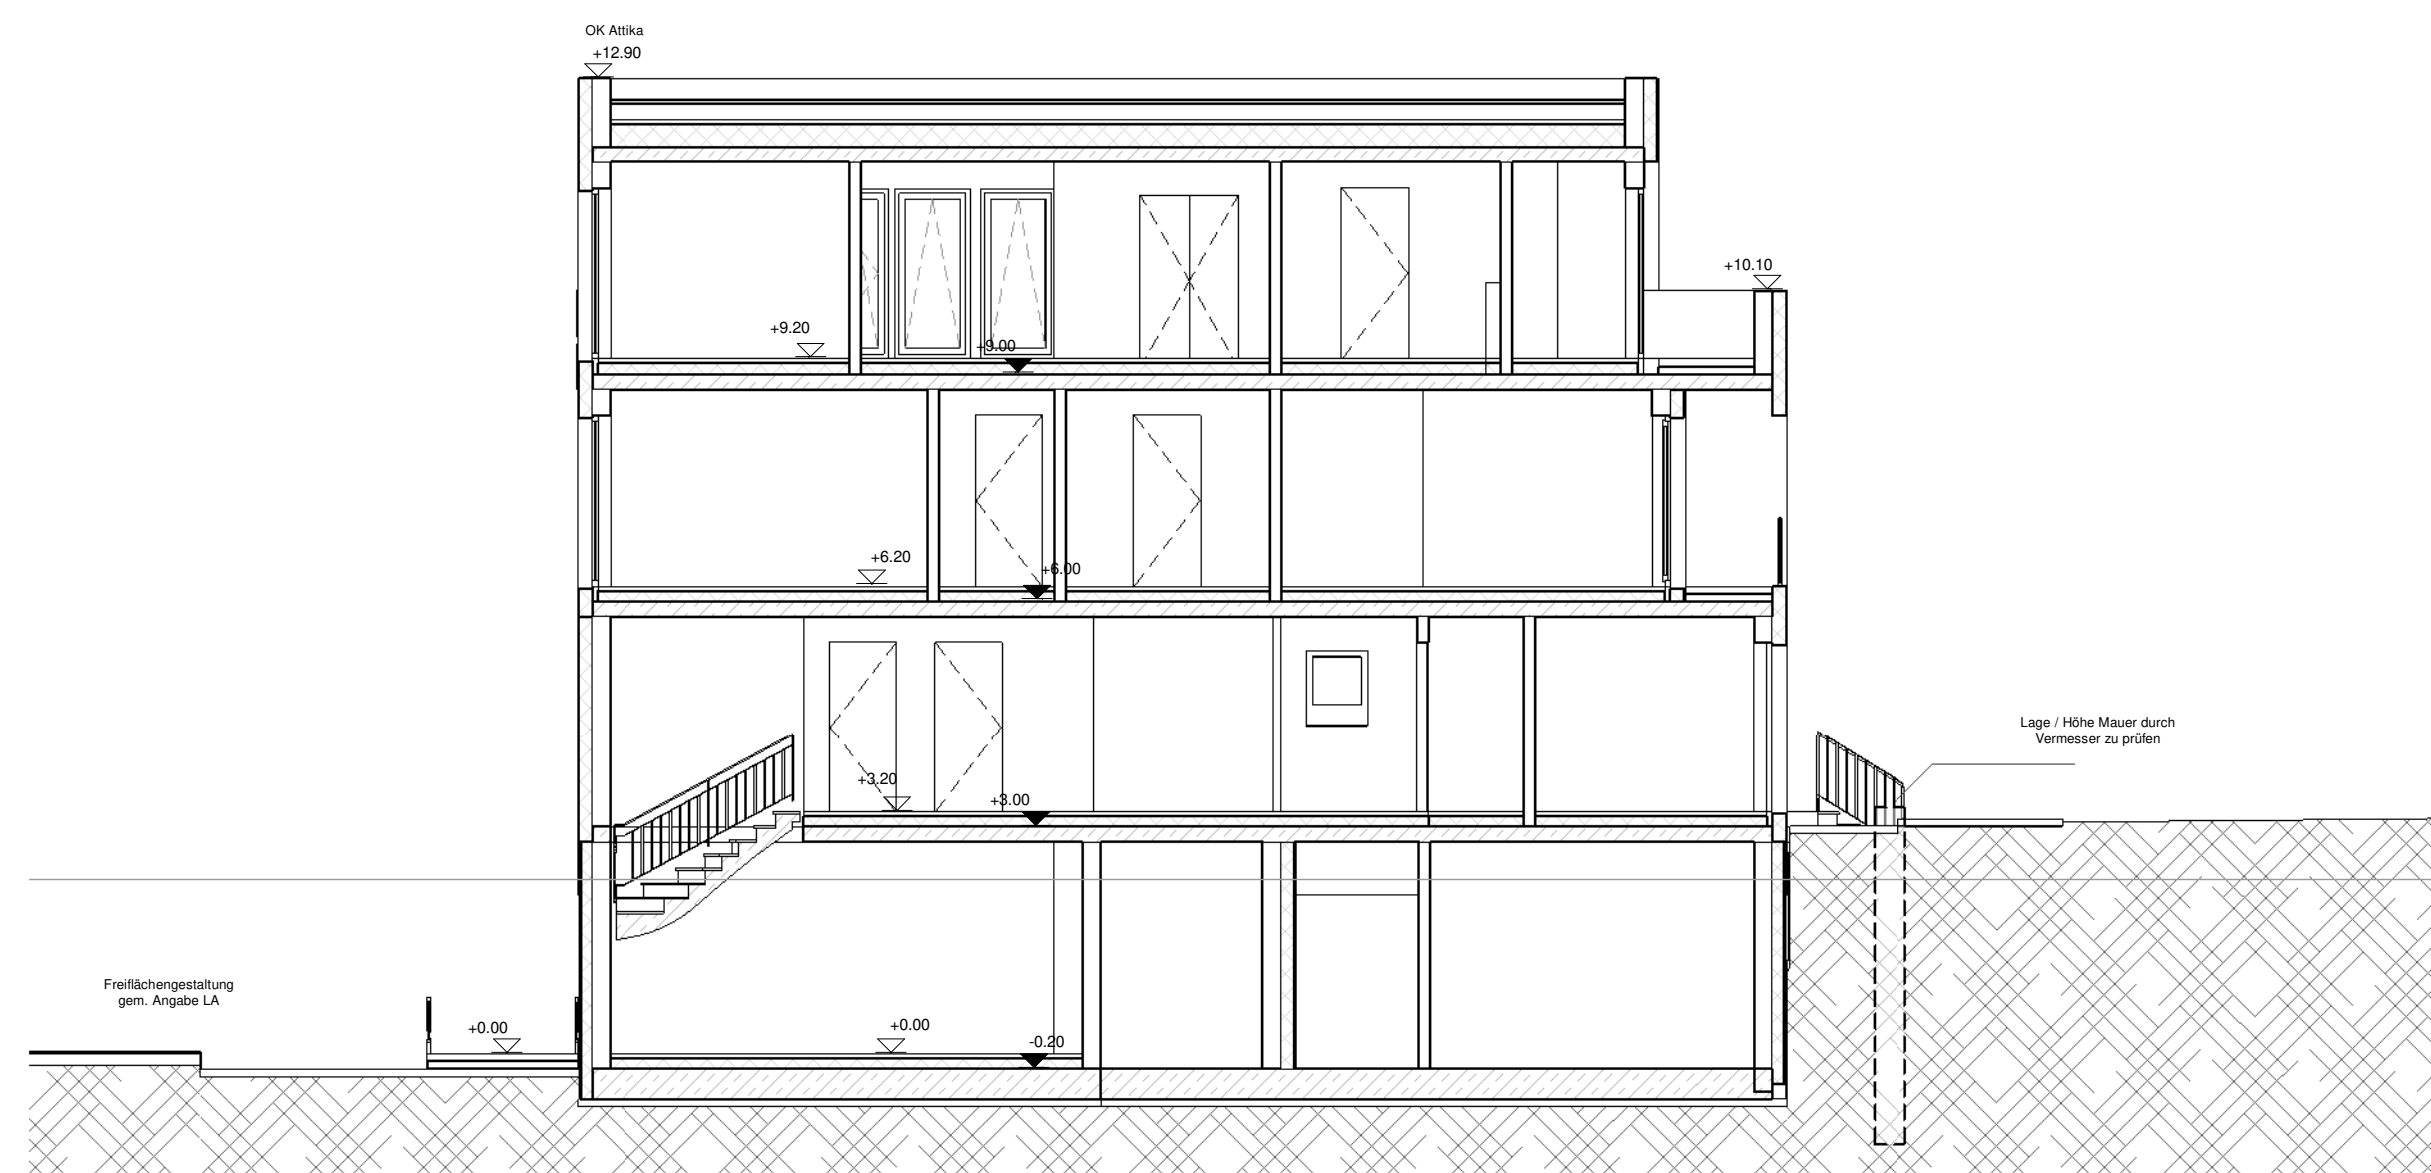 OK Attika
+12.90
+10.10
+9.20
+9.00
+6.20
+6.00
Lage / Höhe Mauer durch
Vermesser zu prüfen
+3.20
+3.00
Freiflächengestaltung
gem. Angabe LA
+0.00
+0.00
-0.20